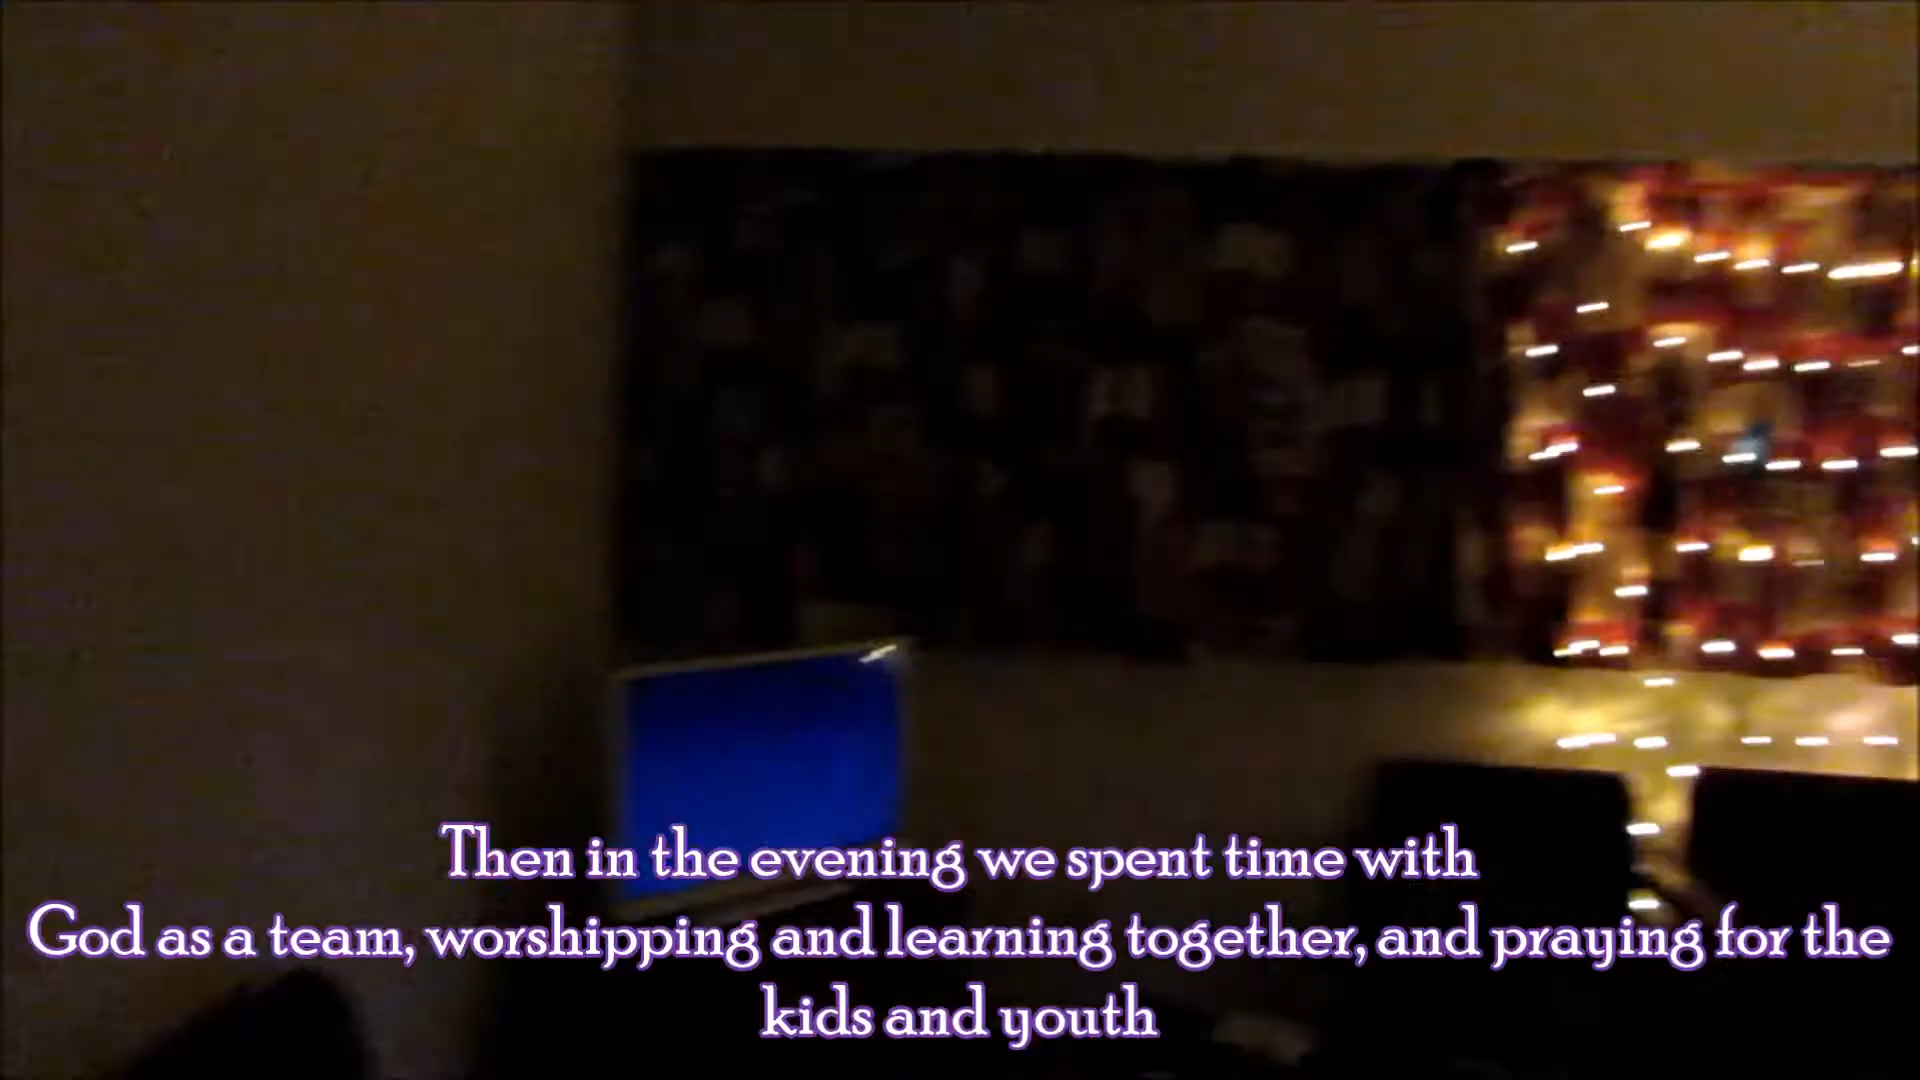 Then in the evening we spent time with
God as a team, worshipping and learning together, and praying for the
kids and youth